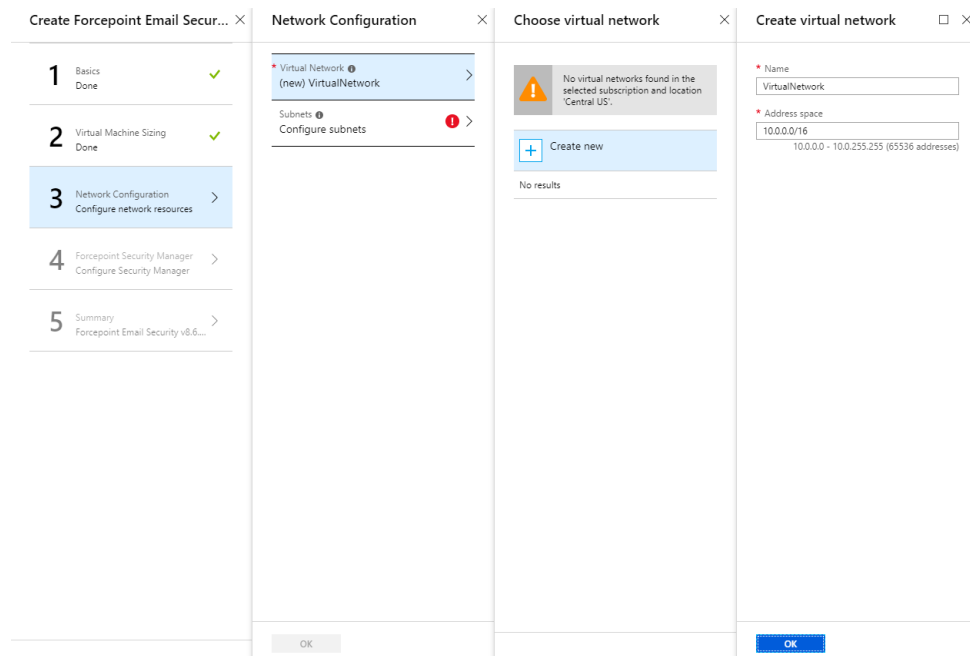 Create Forcepoint Email Secur...
1
Basics
Done
2
Virtual Machine Sizing
Done
3
Network Configuration
Configure network resources
4
Forcepoint Security Manager
Configure Security Manager
5
Summary
Forcepoint Email Security v8.6....
Network Configuration
* Virtual Network
(new) VirtualNetwork
Subnets
Configure subnets
OK
Choose virtual network
No virtual networks found in the
selected subscription and location
'Central US'.
Create new
No results
Create virtual network
* Name
VirtualNetwork
* Address space
10.0.0.0/16
10.0.0.0 - 10.0.255.255 (65536 addresses)
OK